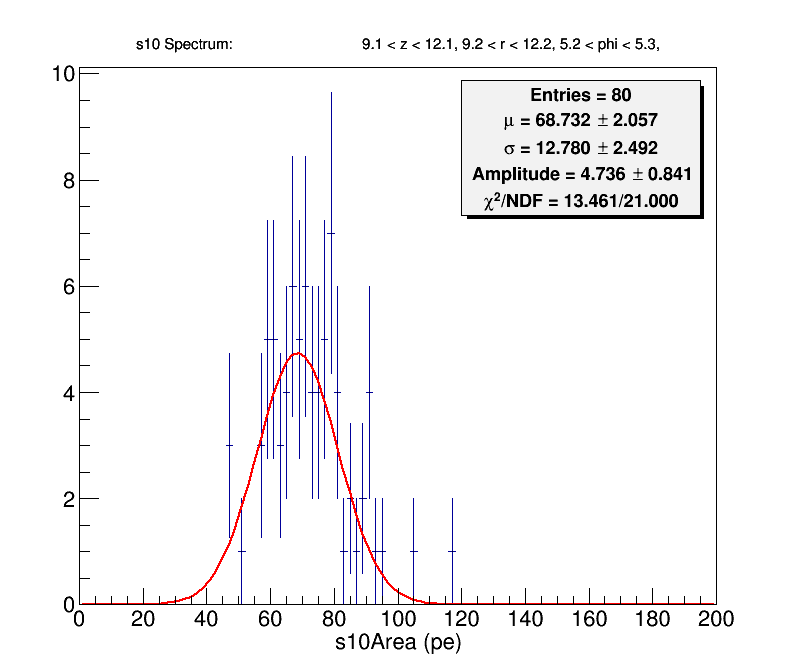 s10 Spectrum: 9.1 < z < 12.1, 9.2 < r < 12.2, 5.2 < phi < 5.3,
Entries = 80
μ = 68.732 ± 2.057
σ = 12.780 ± 2.492
Amplitude = 4.736 ± 0.841
χ²/NDF = 13.461/21.000
10
8
6
4
2
0
0 20 40 60 80 100 120 140 160 180 200
s10Area (pe)